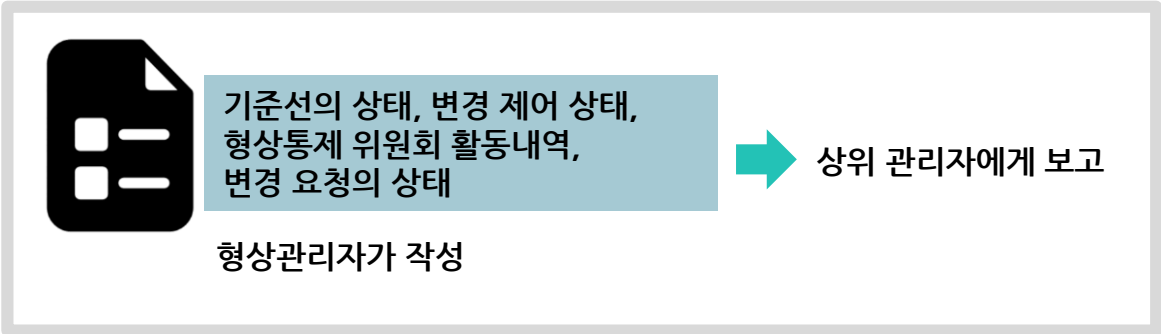 기준선의 상태, 변경 제어 상태,
형상통제 위원회 활동내역,
변경 요청의 상태
상위 관리자에게 보고
형상관리자가 작성